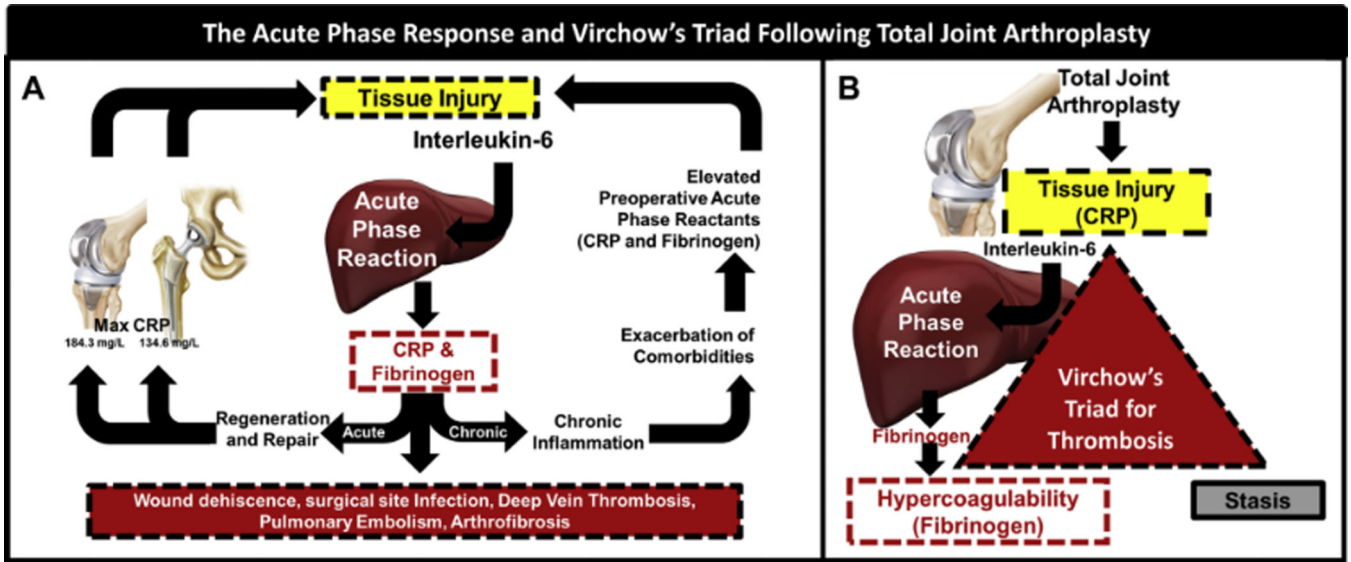 The Acute Phase Response and Virchow's Triad Following Total Joint Arthroplasty
A
Tissue Injury
Interleukin-6
Acute
Phase
Reaction
Elevated
Preoperative Acute
Phase Reactants
(CRP and Fibrinogen)
Max CRP
184.3 mg/L 134.6 mg/L
CRP &
Fibrinogen
Exacerbation of
Comorbidities
Regeneration
and Repair
Acute
Chronic
Chronic
Inflammation
Wound dehiscence, surgical site Infection, Deep Vein Thrombosis,
Pulmonary Embolism, Arthrofibrosis
B
Total Joint
Arthroplasty
Tissue Injury
(CRP)
Interleukin-6
Acute
Phase
Reaction
Virchow's
Triad for
Thrombosis
Fibrinogen
Hypercoagulability
(Fibrinogen)
Stasis